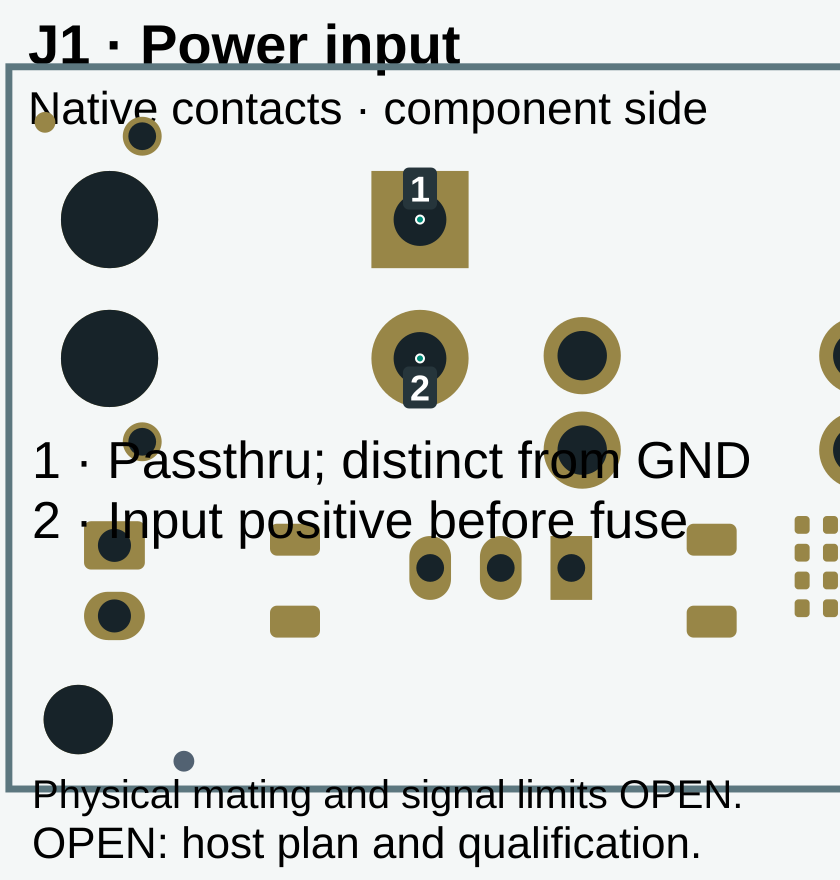 J1 · Power input
Native contacts · component side
1
2
1 · Passthru; distinct from GND
2 · Input positive before fuse
Physical mating and signal limits OPEN.
OPEN: host plan and qualification.